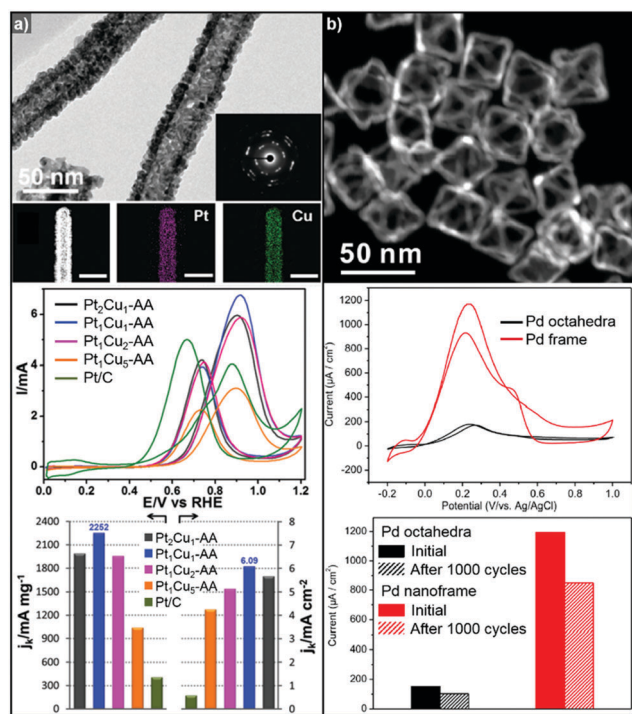 a)
50 nm
Pt
Cu
I/mA
6
4
2
0
Pt₂Cu₁-AA
Pt₁Cu₁-AA
Pt₁Cu₂-AA
Pt₁Cu₅-AA
Pt/C
0.0 0.2 0.4 0.6 0.8 1.0 1.2
E/V vs RHE
jₖ/mA mg⁻¹
2400
2100
1800
1500
1200
900
600
300
0
2252
Pt₂Cu₁-AA
Pt₁Cu₁-AA
Pt₁Cu₂-AA
Pt₁Cu₅-AA
Pt/C
6.09
8
7
6
5
4
3
2
1
0
jₖ/mA cm⁻²
b)
50 nm
Current (μA / cm²)
1200
1000
800
600
400
200
0
-200
Pd octahedra
Pd frame
-0.2 0.0 0.2 0.4 0.6 0.8 1.0
Potential (V/vs. Ag/AgCl)
Current (μA / cm²)
1200
1000
800
600
400
200
0
Pd octahedra
Initial
After 1000 cycles
Pd nanoframe
Initial
After 1000 cycles